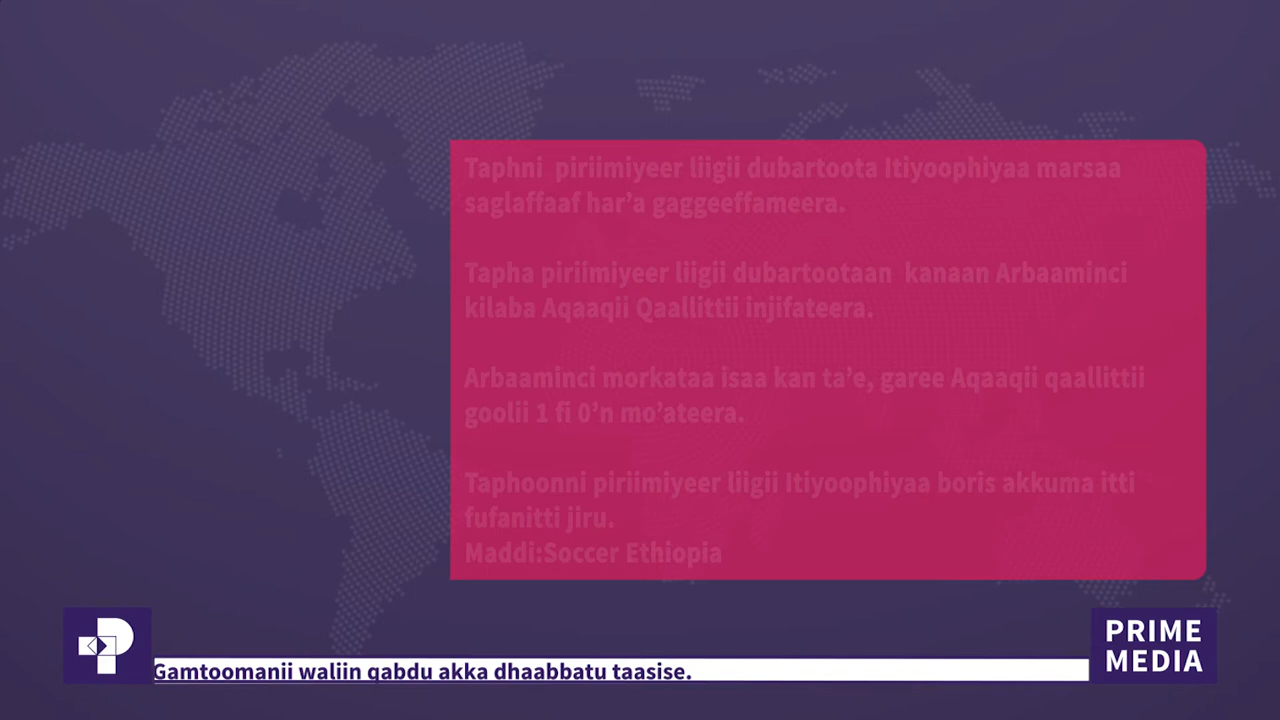 Taphni piriimiyeer liigii dubartoota Itiyoophiyaa marsaa
saglaffaaf har’a gaggeeffameera.
Tapha piriimiyeer liigii dubartootaan kanaan Arbaaminci
kilaba Aqaaqii Qaallittii injifateera.
Arbaaminci morkataa isaa kan ta’e, garee Aqaaqii qaallittii
goolii 1 fi 0’n mo’ateera.
Taphoonni piriimiyeer liigii Itiyoophiyaa boris akkuma itti
fufanitti jiru.
Maddi:Soccer Ethiopia
Gamtoomanii waliin qabdu akka dhaabbatu taasise.
PRIME
MEDIA